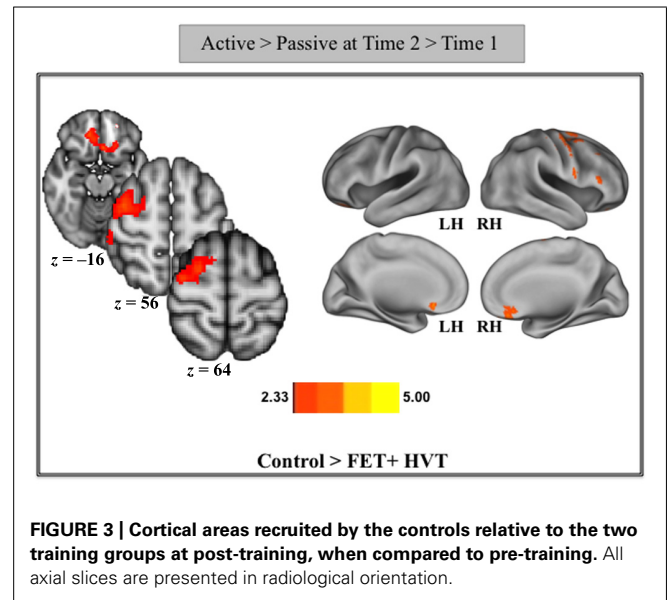 Active > Passive at Time 2 > Time 1
LH RH
z = –16
z = 56
LH RH
z = 64
2.33 5.00
Control > FET+ HVT
FIGURE 3 | Cortical areas recruited by the controls relative to the two
training groups at post-training, when compared to pre-training. All
axial slices are presented in radiological orientation.